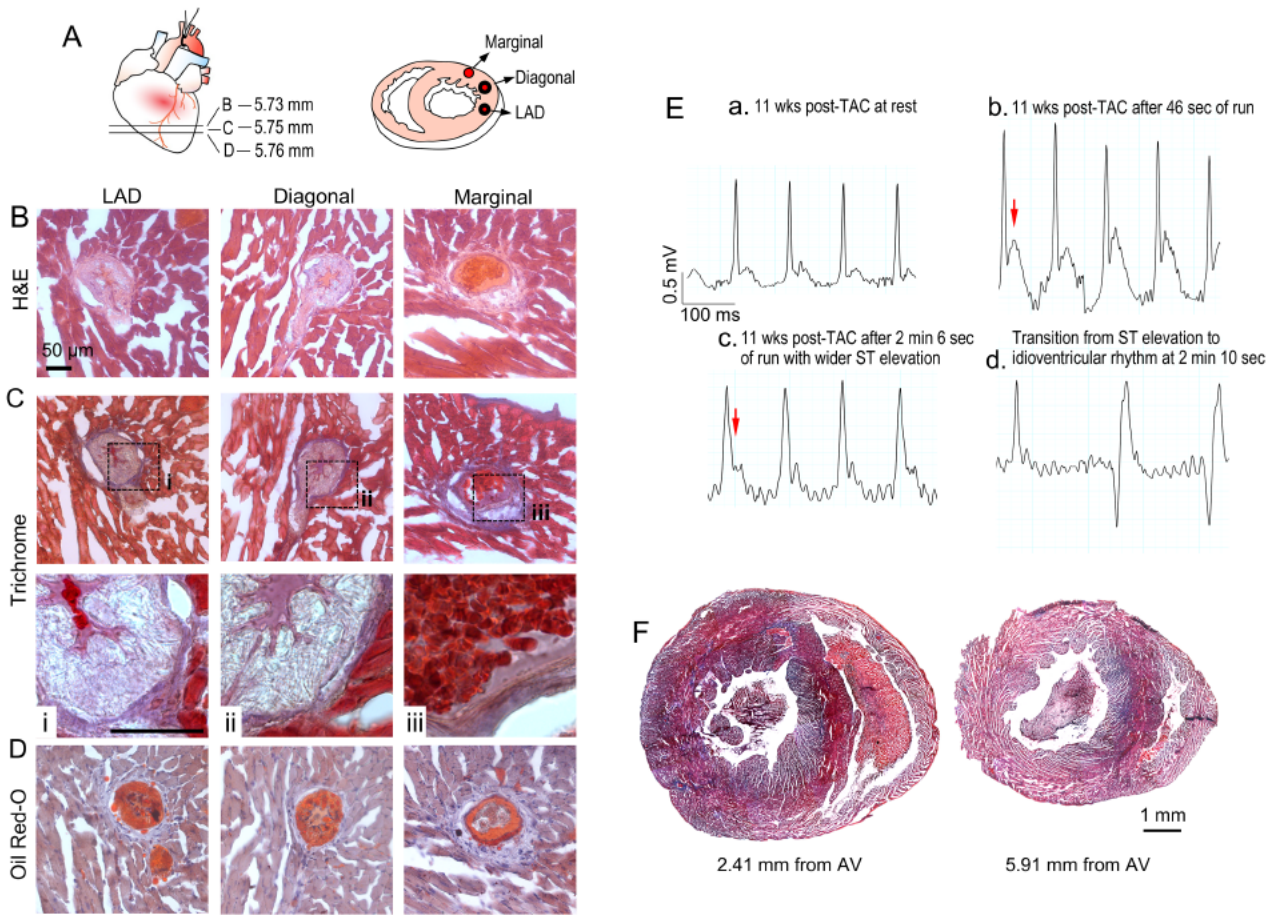 A
Marginal
Diagonal
LAD
B — 5.73 mm
C — 5.75 mm
D — 5.76 mm
LAD
Diagonal
Marginal
B
H&E
50 µm
C
Trichrome
i
ii
iii
i
ii
iii
D
Oil Red-O
E
a. 11 wks post-TAC at rest
b. 11 wks post-TAC after 46 sec of run
0.5 mV
100 ms
c. 11 wks post-TAC after 2 min 6 sec
of run with wider ST elevation
Transition from ST elevation to
d. idioventricular rhythm at 2 min 10 sec
F
1 mm
2.41 mm from AV
5.91 mm from AV